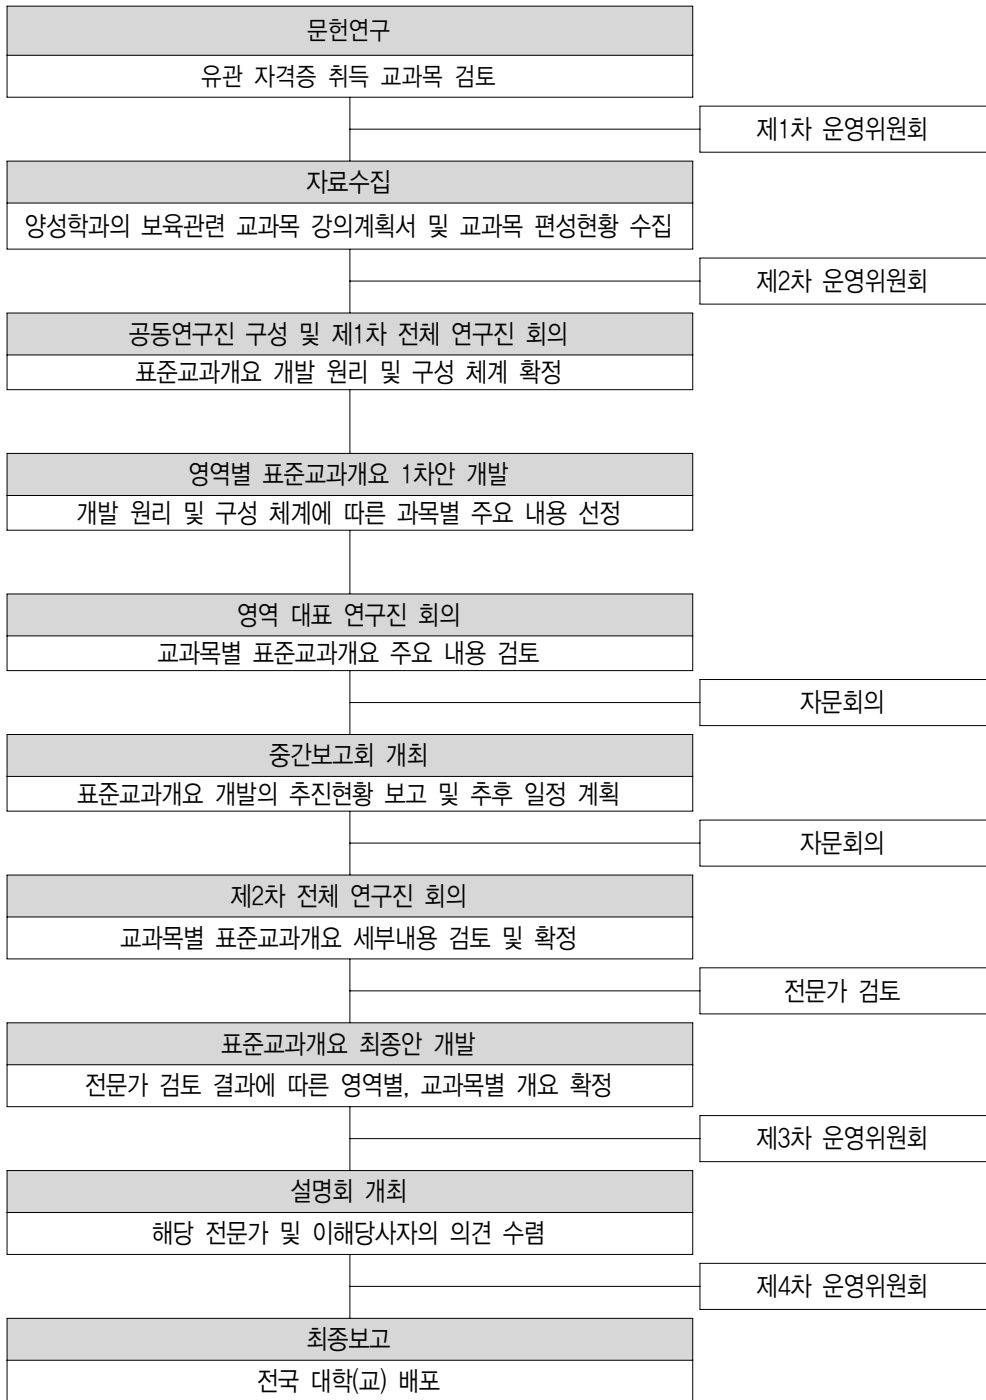 문헌연구
유관 자격증 취득 교과목 검토
제1차 운영위원회
자료수집
양성학과의 보육관련 교과목 강의계획서 및 교과목 편성현황 수집
제2차 운영위원회
공동연구진 구성 및 제1차 전체 연구진 회의
표준교과개요 개발 원리 및 구성 체계 확정
영역별 표준교과개요 1차안 개발
개발 원리 및 구성 체계에 따른 과목별 주요 내용 선정
영역 대표 연구진 회의
교과목별 표준교과개요 주요 내용 검토
자문회의
중간보고회 개최
표준교과개요 개발의 추진현황 보고 및 추후 일정 계획
자문회의
제2차 전체 연구진 회의
교과목별 표준교과개요 세부내용 검토 및 확정
전문가 검토
표준교과개요 최종안 개발
전문가 검토 결과에 따른 영역별, 교과목별 개요 확정
제3차 운영위원회
설명회 개최
해당 전문가 및 이해당사자의 의견 수렴
제4차 운영위원회
최종보고
전국 대학(교) 배포